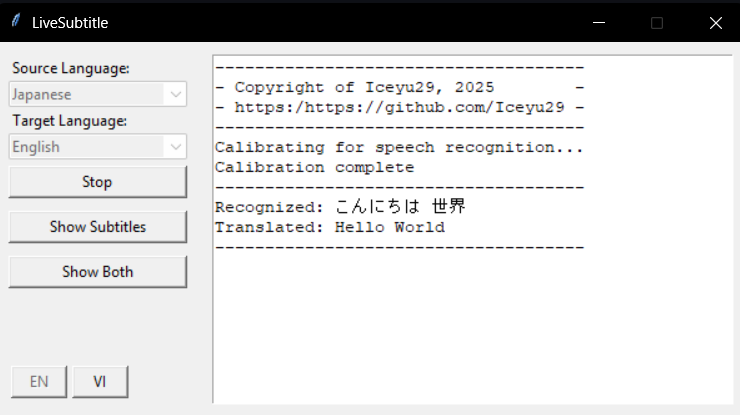 LiveSubtitle
Source Language:
Japanese
Target Language:
English
Stop
Show Subtitles
Show Both
EN
VI
-------------------------------------
- Copyright of Iceyu29, 2025        -
- https:/https://github.com/Iceyu29 -
-------------------------------------
Calibrating for speech recognition...
Calibration complete
-------------------------------------
Recognized: こんにちは 世界
Translated: Hello World
-------------------------------------